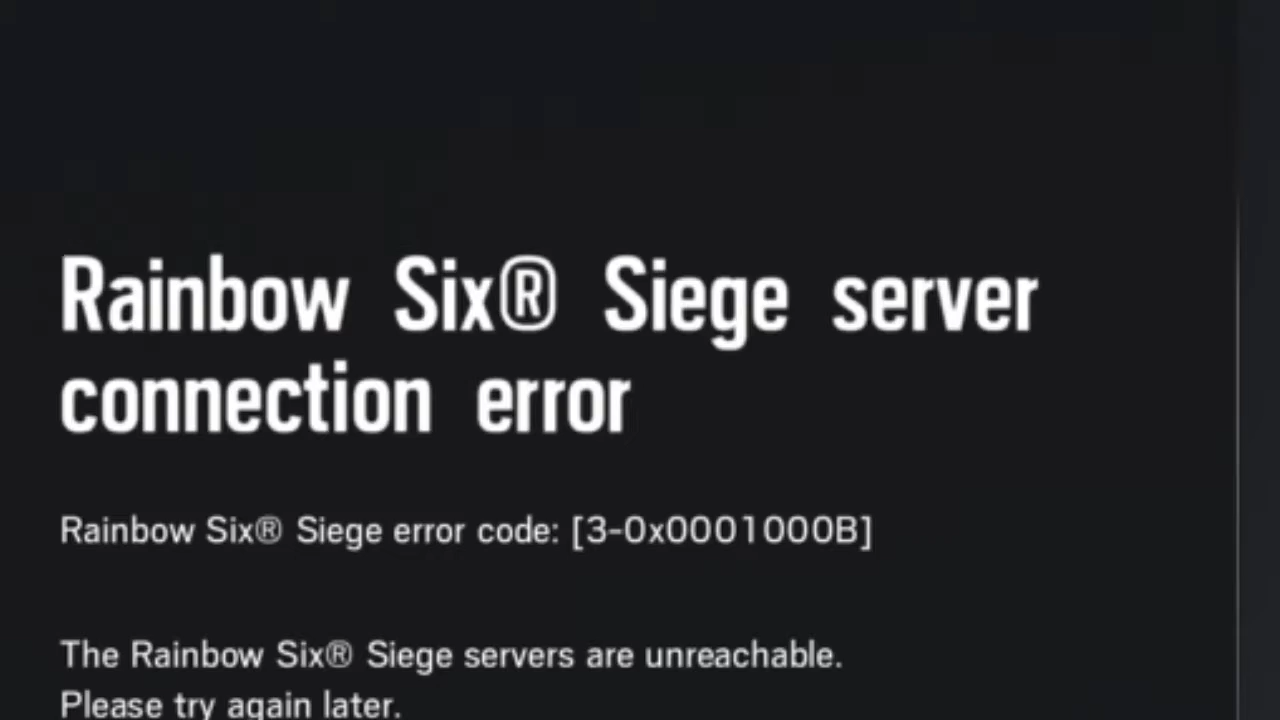 Rainbow Six® Siege server
connection error
Rainbow Six® Siege error code: [3-0x0001000B]
The Rainbow Six® Siege servers are unreachable.
Please try again later.